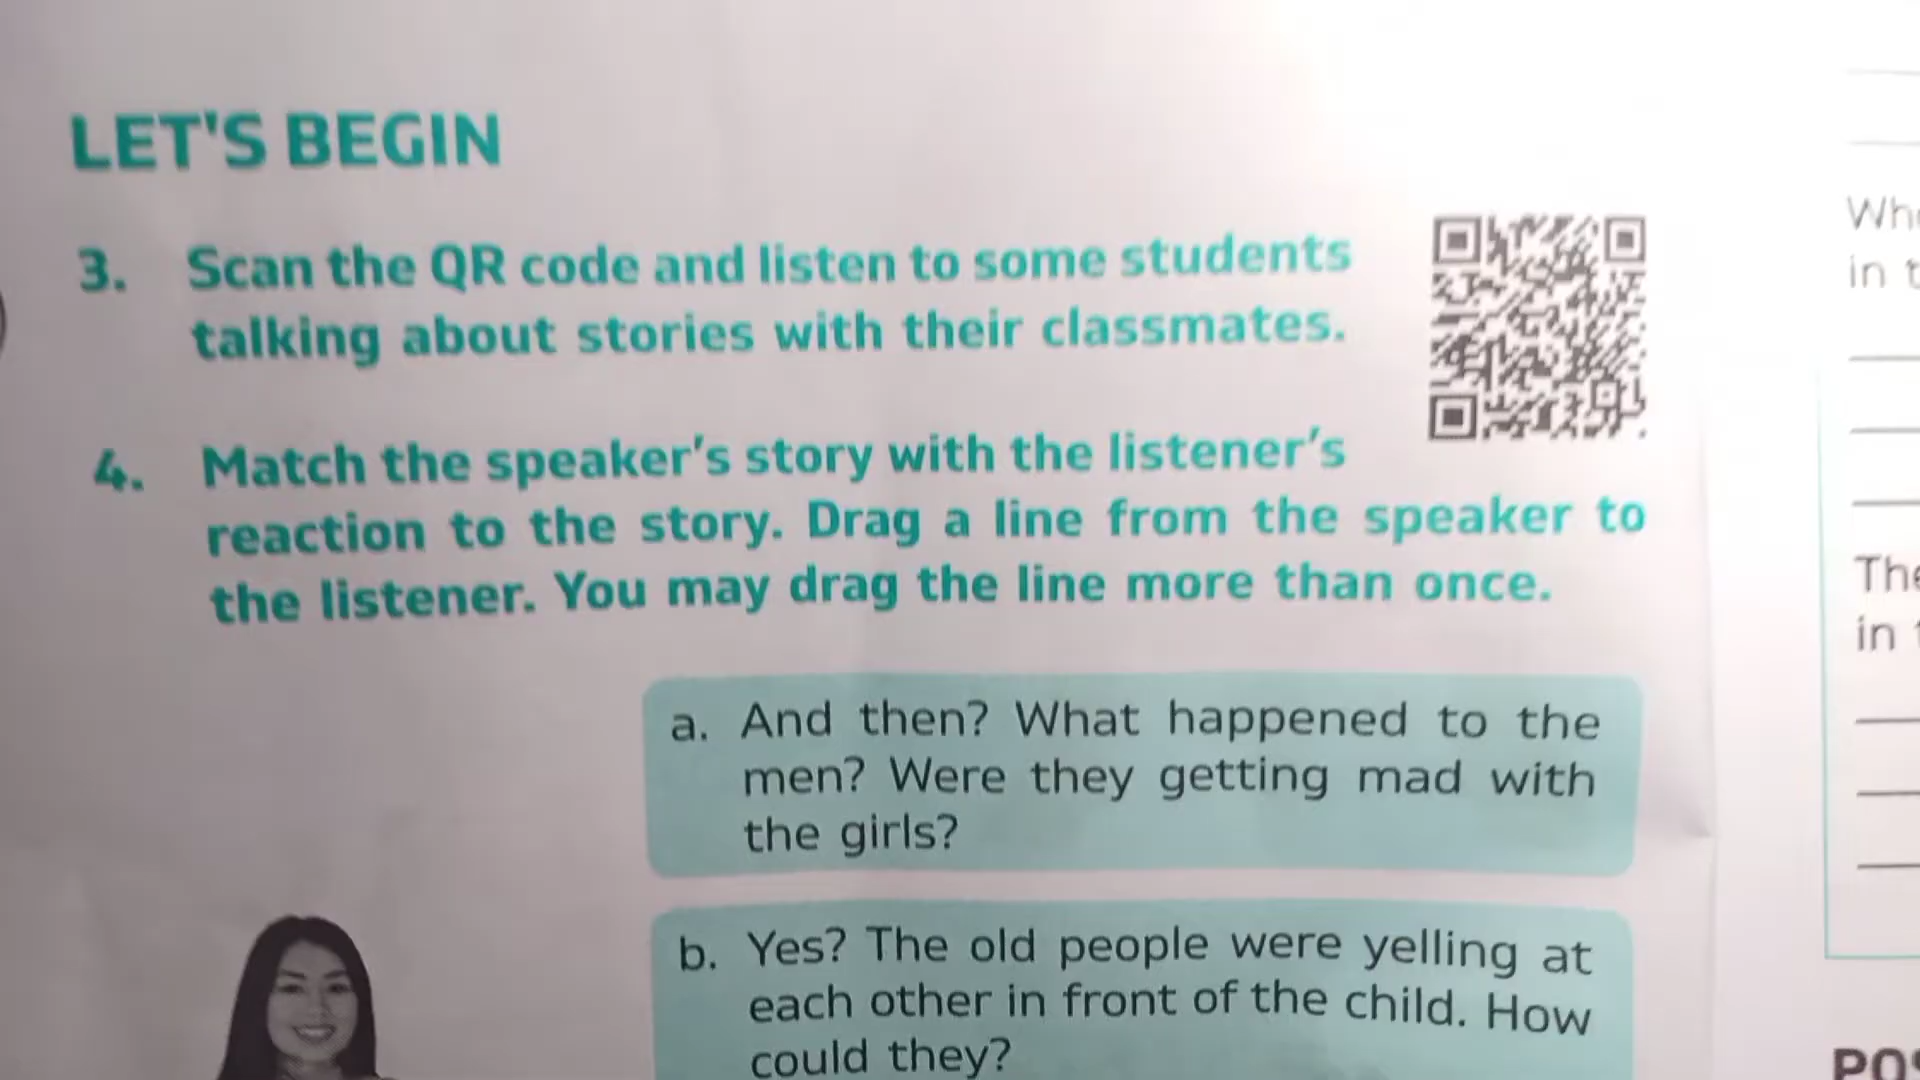 LET'S BEGIN
3. Scan the QR code and listen to some students
talking about stories with their classmates.
4. Match the speaker's story with the listener's
reaction to the story. Drag a line from the speaker to
the listener. You may drag the line more than once.
a. And then? What happened to the
men? Were they getting mad with
the girls?
b. Yes? The old people were yelling at
each other in front of the child. How
could they?
in
in